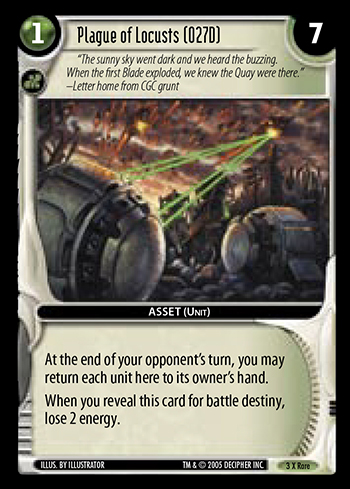 1
Plague of Locusts (027D)
7
“The sunny sky went dark and we heard the buzzing.
When the first Blade exploded, we knew the Quay were there.”
–Letter home from CGC grunt
ASSET (UNIT)
At the end of your opponent’s turn, you may
return each unit here to its owner’s hand.
When you reveal this card for battle destiny,
lose 2 energy.
ILLUS. BY ILLUSTRATOR
TM & © 2005 DECIPHER INC.
3 X Rare